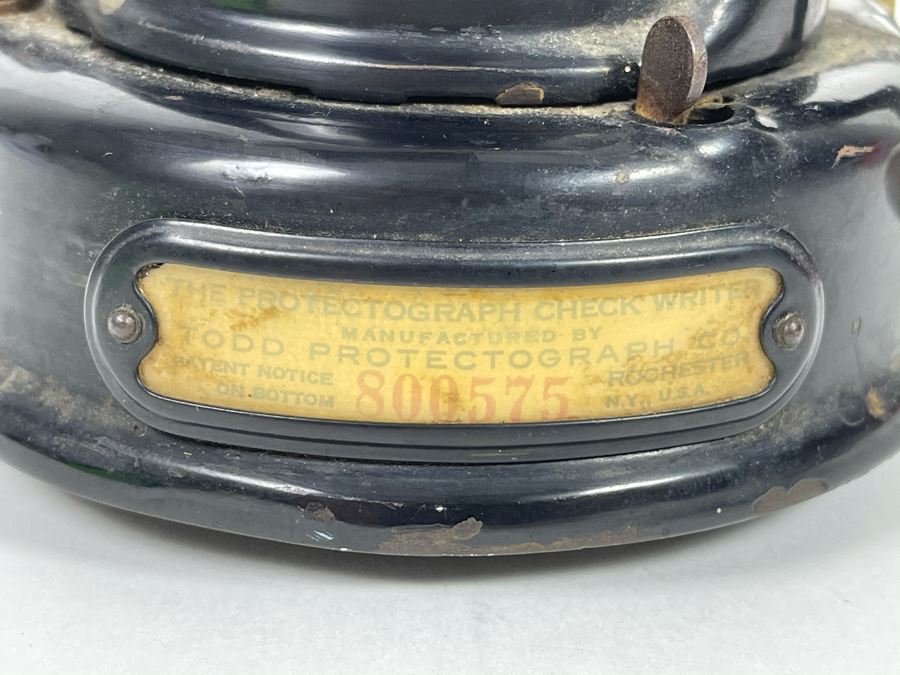 THE PROTECTOGRAPH CHECK WRITER
MANUFACTURED BY
TODD PROTECTOGRAPH CO.
PATENT NOTICE
ON BOTTOM
800575
ROCHESTER
N.Y., U.S.A.